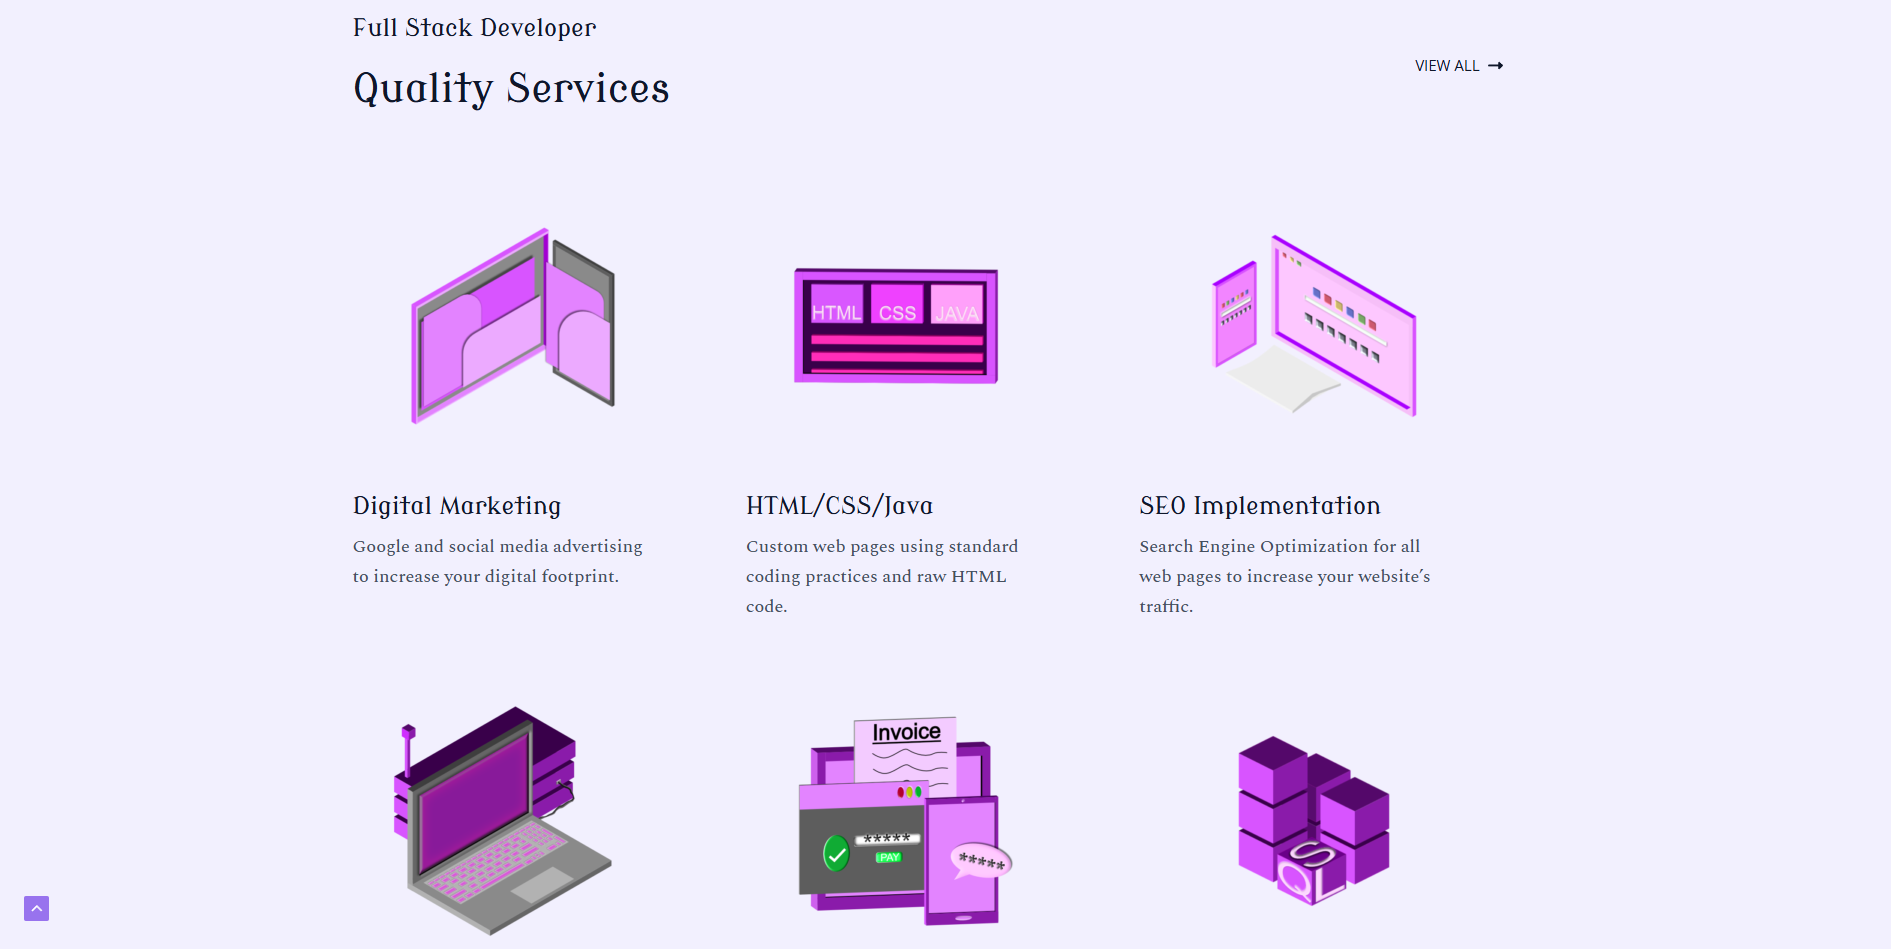 Full Stack Developer
Quality Services
VIEW ALL
HTML CSS JAVA
Digital Marketing
Google and social media advertising
to increase your digital footprint.
HTML/CSS/Java
Custom web pages using standard
coding practices and raw HTML
code.
SEO Implementation
Search Engine Optimization for all
web pages to increase your website’s
traffic.
Invoice
*****
PAY
*****
SQL